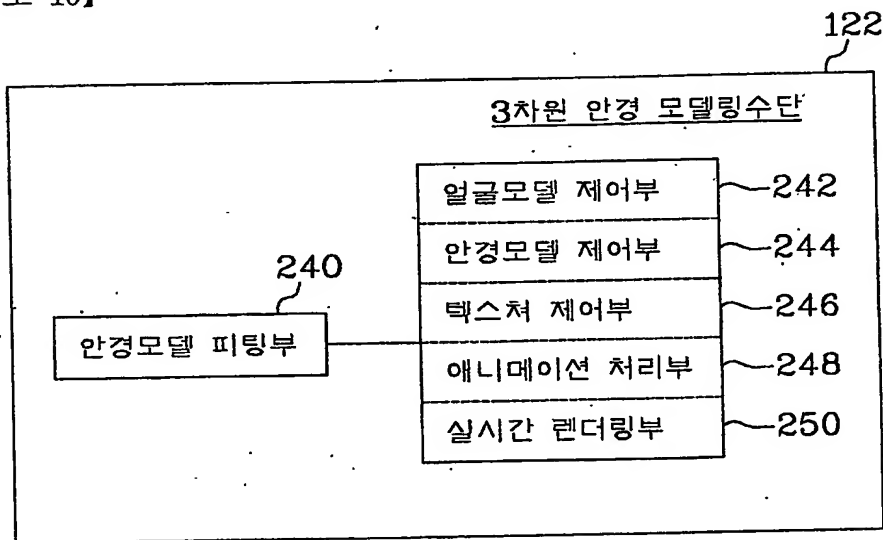 10】
122
3차원 안경 모델링수단
얼굴모델 제어부 242
안경모델 제어부 244
240
텍스쳐 제어부 246
안경모델 피팅부
애니메이션 처리부 248
실시간 렌더링부 250